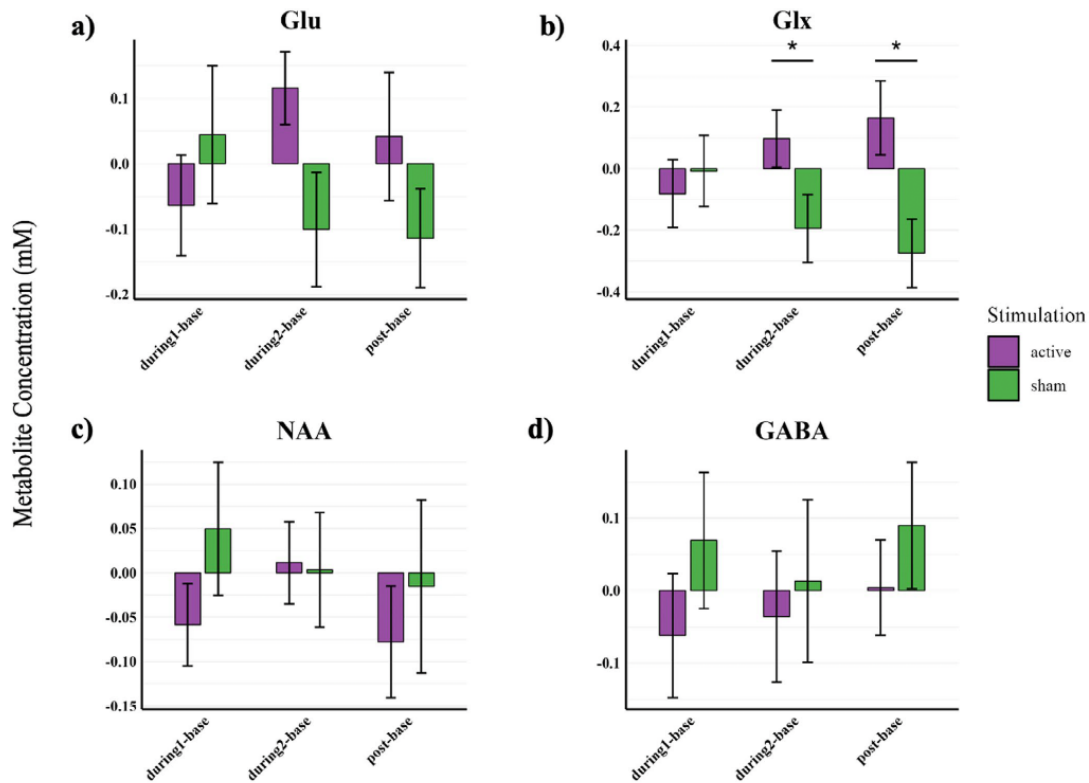 a)
Glu
0.1
0.0
-0.1
-0.2
during1-base
during2-base
post-base
b)
Glx
*
*
0.4
0.2
0.0
-0.2
-0.4
during1-base
during2-base
post-base
Metabolite Concentration (mM)
Stimulation
active
sham
c)
NAA
0.10
0.05
0.00
-0.05
-0.10
-0.15
during1-base
during2-base
post-base
d)
GABA
0.1
0.0
-0.1
during1-base
during2-base
post-base